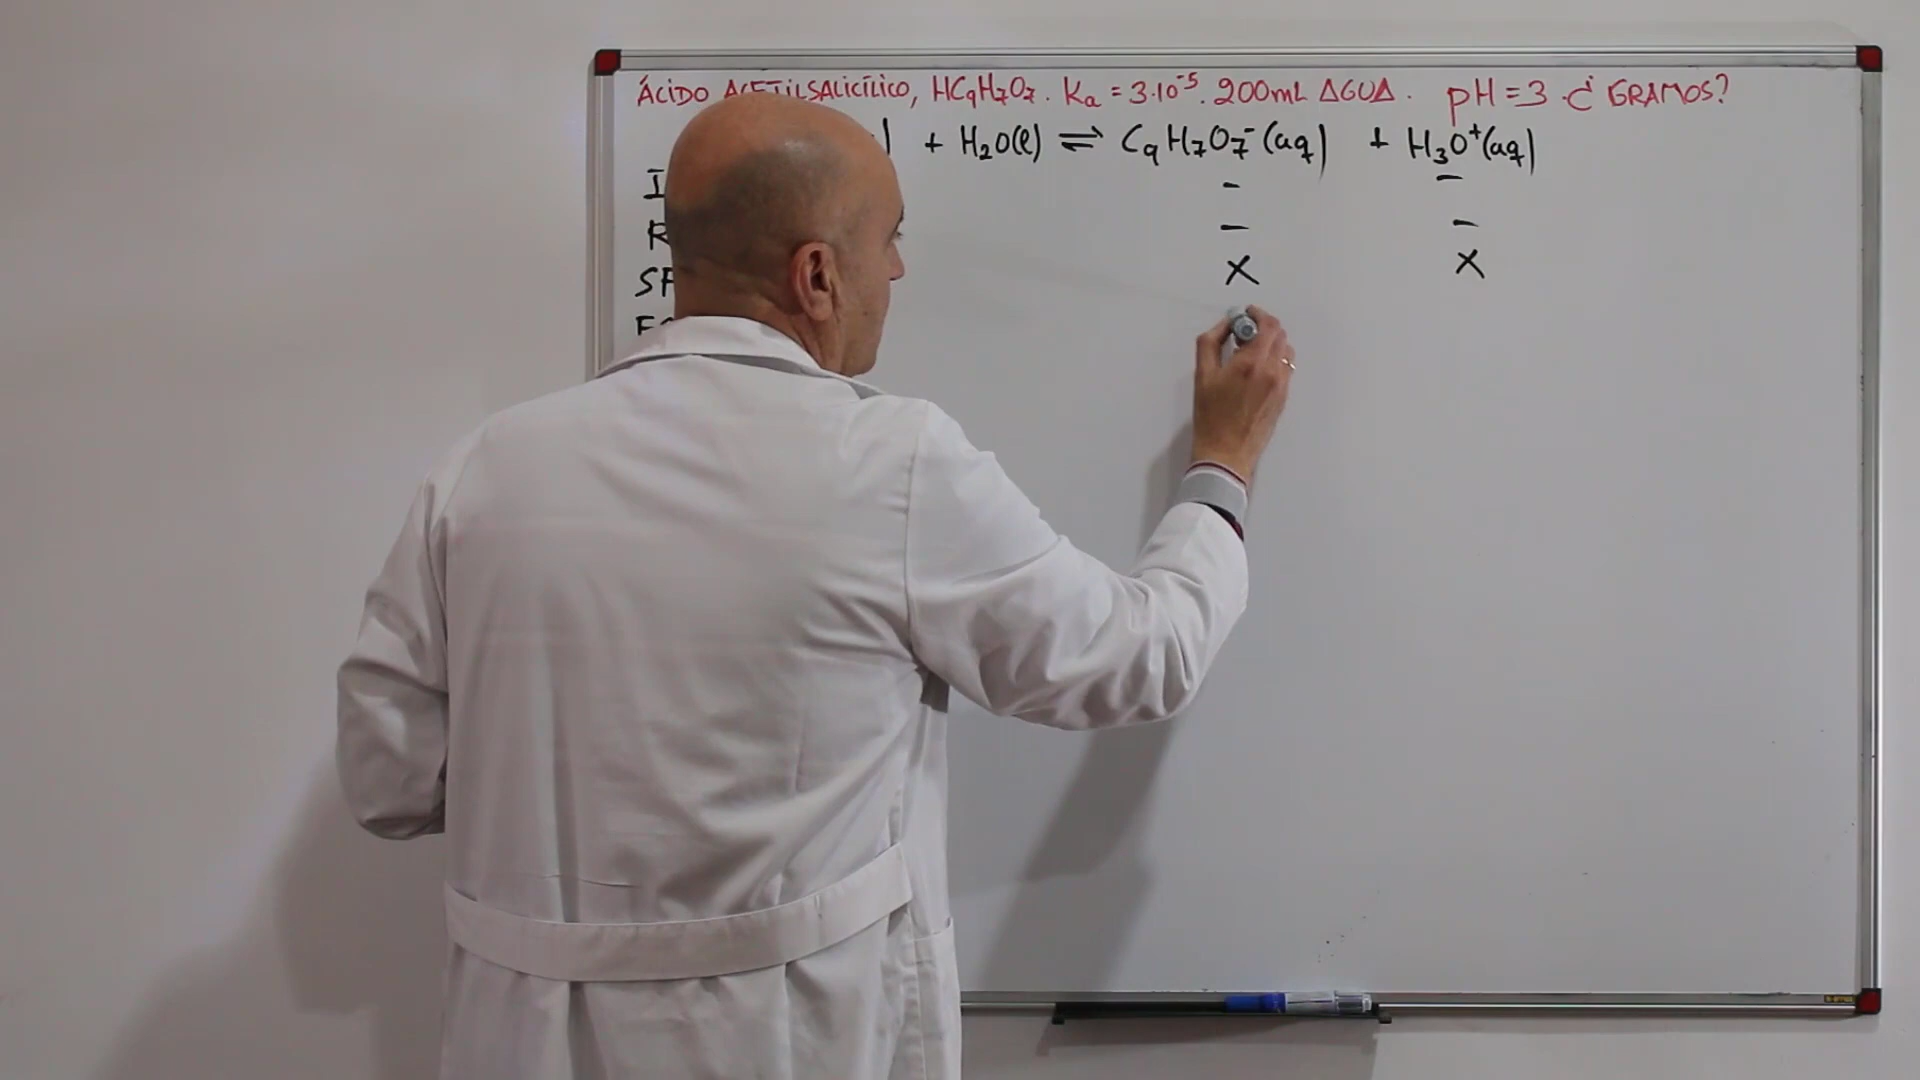 ÁCIDO ACETILSALICÍLICO, HC₉H₇O₇. Ka = 3·10⁻⁵. 200mL AGUA. pH = 3 ·¿ GRAMOS?
+ H₂O(l) ⇌ C₉H₇O₇⁻(aq) + H₃O⁺(aq)
I - -
R - -
SF X X